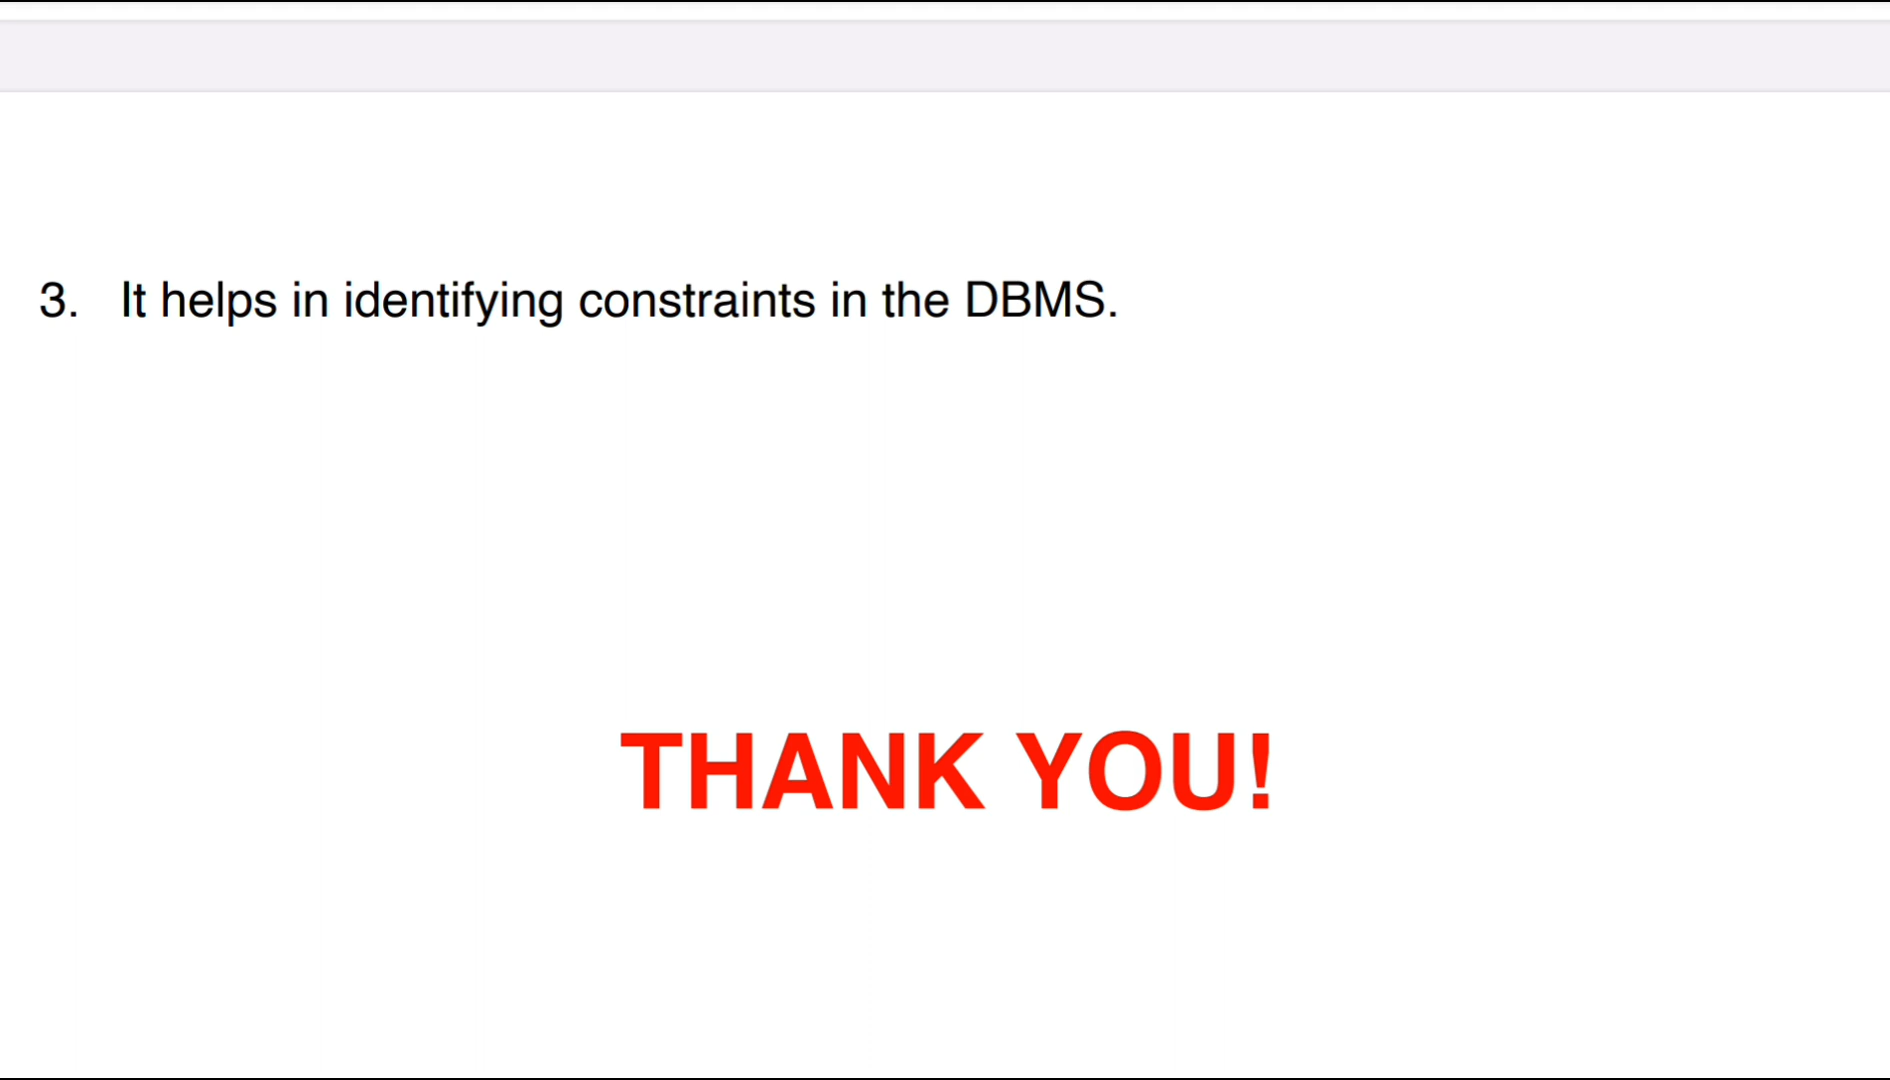 3. It helps in identifying constraints in the DBMS.
THANK YOU!